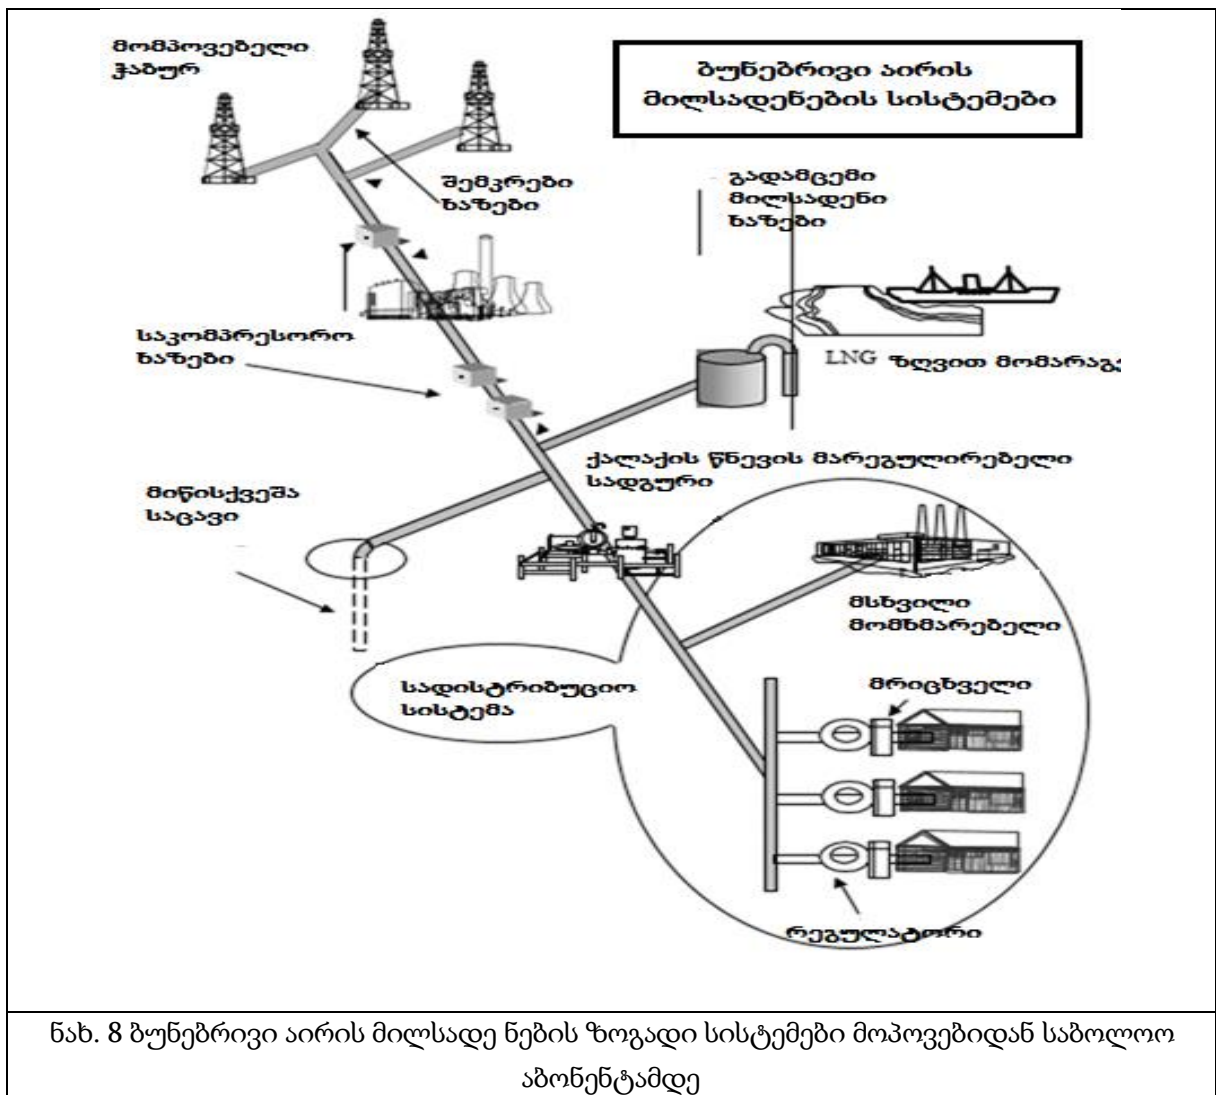 მომპოვებელი
ჭაბურ
ბუნებრივი აირის
მილსადენების სისტემები
შემკრები
ხაზები
გადამცემი
მილსადენი
ხაზები
საკომპრესორო
ხაზები
LNG ზღვით მომარაგე
ქალაქის წნევის მარეგულირებელი
სადგური
მიწისქვეშა
საცავი
მსხვილი
მომხმარებელი
სადისტრიბუციო
სისტემა
მრიცხველი
რეგულატორი
ნახ. 8 ბუნებრივი აირის მილსადე ნების ზოგადი სისტემები მოპოვებიდან საბოლოო
აბონენტამდე